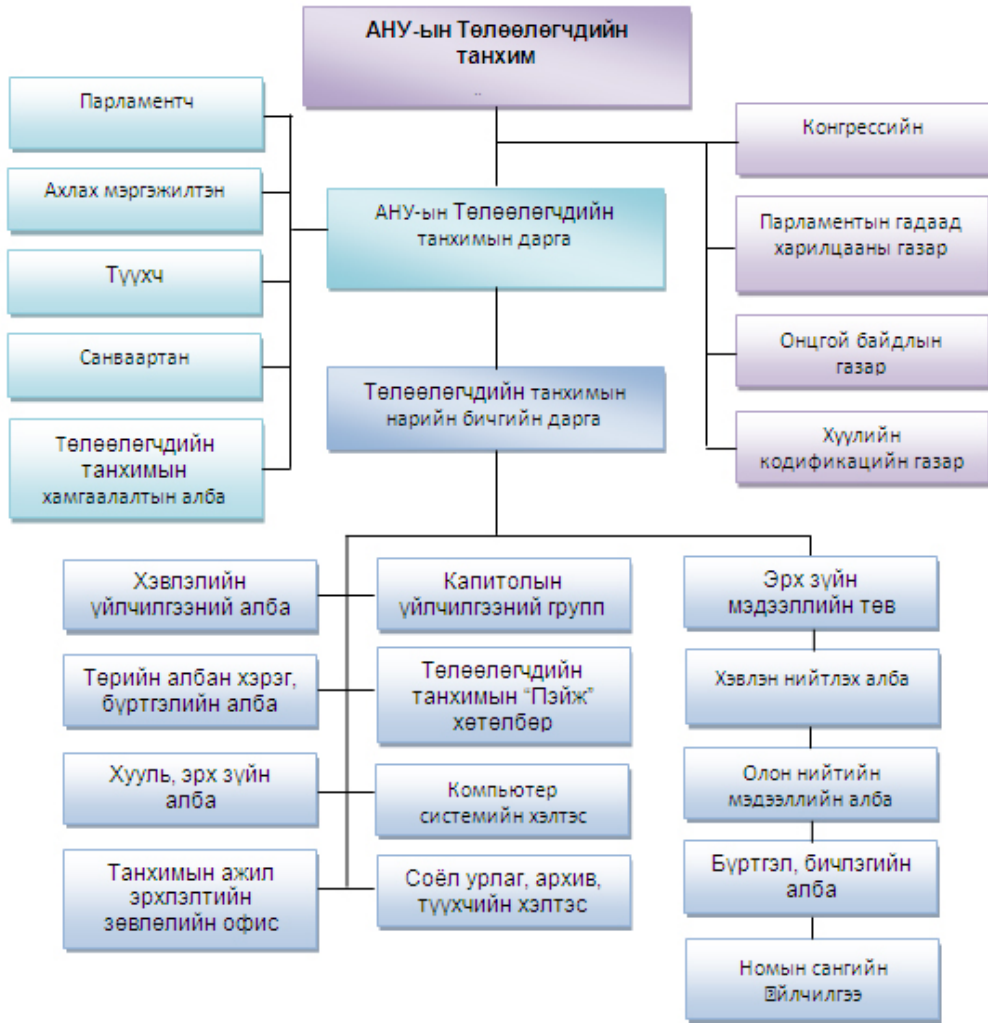 АНУ-ын Төлөөлөгчдийн
танхим
..
Парламентч
Ахлах мэргэжилтэн
Түүхч
Санваартан
Төлөөлөгчдийн
танхимын
хамгаалалтын алба
АНУ-ын Төлөөлөгчдийн
танхимын дарга
Төлөөлөгчдийн танхимын
нарийн бичгийн дарга
Конгрессийн
Парламентын гадаад
харилцааны газар
Онцгой байдлын
газар
Хүүлийн
кодификацийн газар
Хэвлэлийн
үйлчилгээний алба
Төрийн албан хэрэг,
бүртгэлийн алба
Хууль, эрх зүйн
алба
Танхимын ажил
эрхлэлтийн
зөвлөлийн офис
Капитолын
үйлчилгээний групп
Төлөөлөгчдийн
танхимын “Пэйж”
хөтөлбөр
Компьютер
системийн хэлтэс
Соёл урлаг, архив,
түүхчийн хэлтэс
Эрх зүйн
мэдээллийн төв
Хэвлэн нийтлэх алба
Олон нийтийн
мэдээллийн алба
Бүртгэл, бичлэгийн
алба
Номын сангийн
йлчилгээ